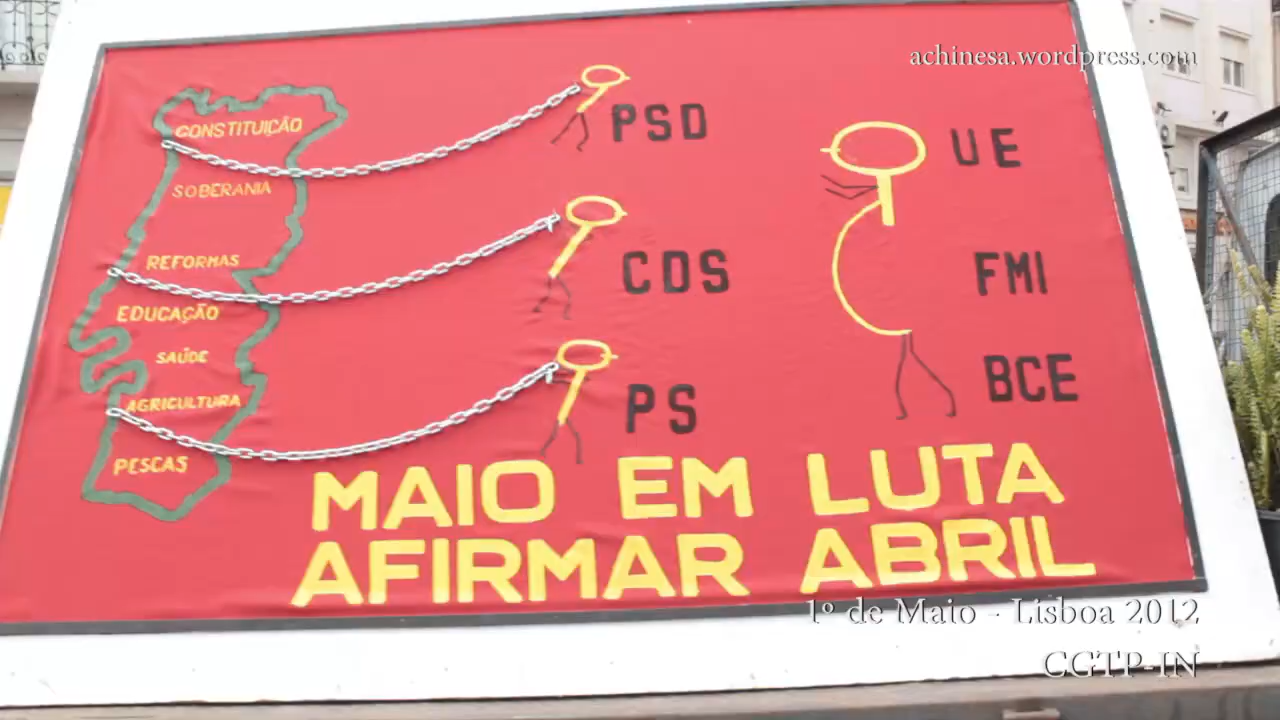 achinesa.wordpress.com
CONSTITUIÇÃO
SOBERANIA
REFORMAS
EDUCAÇÃO
SAÚDE
AGRICULTURA
PESCAS
PSD
CDS
PS
UE
FMI
BCE
MAIO EM LUTA
AFIRMAR ABRIL
1º de Maio - Lisboa 2012
CGTP-IN